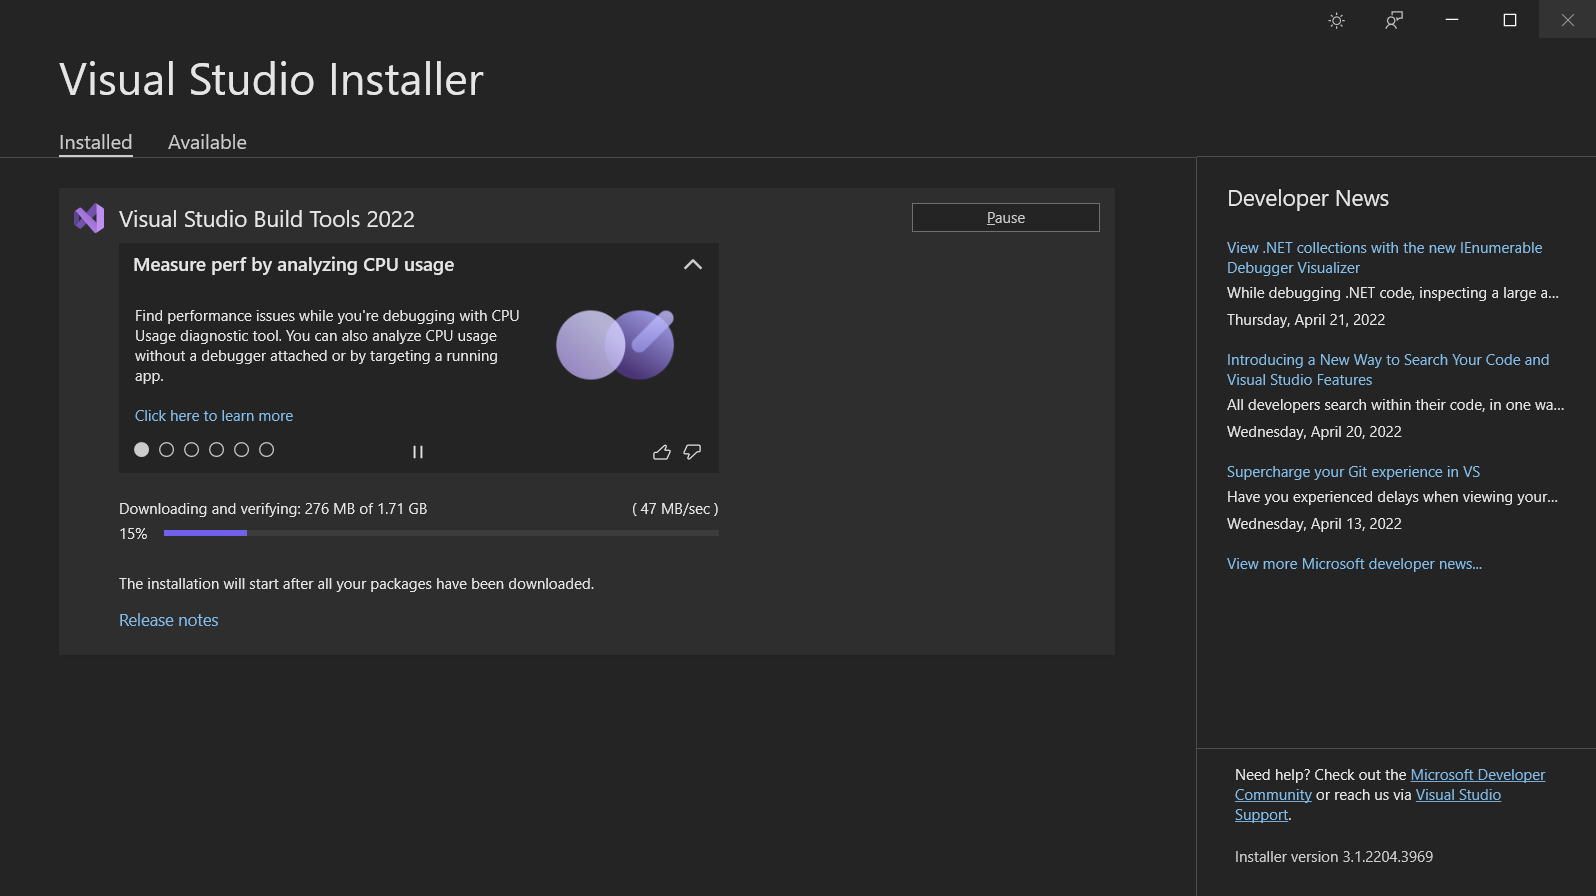 Visual Studio Installer
Installed
Available
Visual Studio Build Tools 2022
Pause
Measure perf by analyzing CPU usage
Find performance issues while you're debugging with CPU
Usage diagnostic tool. You can also analyze CPU usage
without a debugger attached or by targeting a running
app.
Click here to learn more
Downloading and verifying: 276 MB of 1.71 GB
( 47 MB/sec )
15%
The installation will start after all your packages have been downloaded.
Release notes
Developer News
View .NET collections with the new IEnumerable
Debugger Visualizer
While debugging .NET code, inspecting a large a...
Thursday, April 21, 2022
Introducing a New Way to Search Your Code and
Visual Studio Features
All developers search within their code, in one wa...
Wednesday, April 20, 2022
Supercharge your Git experience in VS
Have you experienced delays when viewing your...
Wednesday, April 13, 2022
View more Microsoft developer news...
Need help? Check out the Microsoft Developer
Community or reach us via Visual Studio
Support.
Installer version 3.1.2204.3969